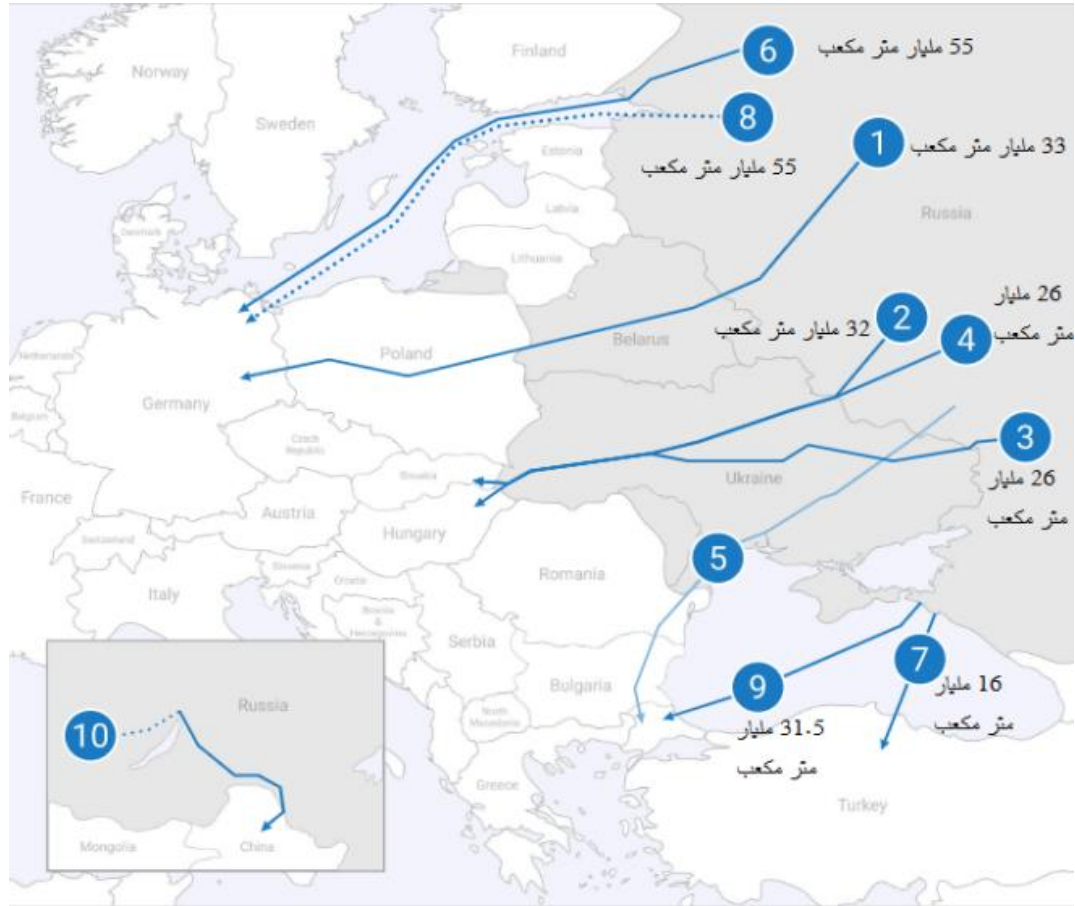 Finland
6
55 مليار متر مكعب
Norway
Sweden
8
55 مليار متر مكعب
1
33 مليار متر مكعب
Estonia
Russia
Latvia
Denmark
Lithuania
26 مليار
متر مكعب
2
32 مليار متر مكعب
4
Belarus
Poland
Netherlands
Germany
Belgium
3
Czech
Republic
Slovakia
Ukraine
26 مليار
متر مكعب
France
Austria
Hungary
Switzerland
5
Slovenia
Romania
Italy
Croatia
Bosnia
&
Herzegovina
Serbia
7
16 مليار
متر مكعب
Bulgaria
9
31.5 مليار
متر مكعب
North
Macedonia
Russia
10
Greece
Turkey
Mongolia
China